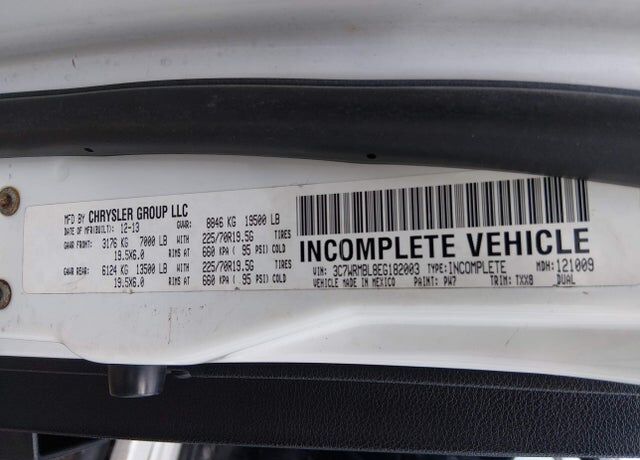 MFD BY CHRYSLER GROUP LLC
DATE OF MFR(BUILT): 12-13 GVWR: 8846 KG 19500 LB
GAWR FRONT: 3176 KG 7000 LB WITH 225/70R19.5G TIRES
19.5X6.0 RIMS AT 660 KPA ( 95 PSI) COLD
GAWR REAR: 6124 KG 13500 LB WITH 225/70R19.5G TIRES
19.5X6.0 RIMS AT 660 KPA ( 95 PSI) COLD
INCOMPLETE VEHICLE
VIN: 3C7WRMBL8EG182003 TYPE: INCOMPLETE MDH: 121009
VEHICLE MADE IN MEXICO PAINT: PW7 TRIM: TXX8 DUAL